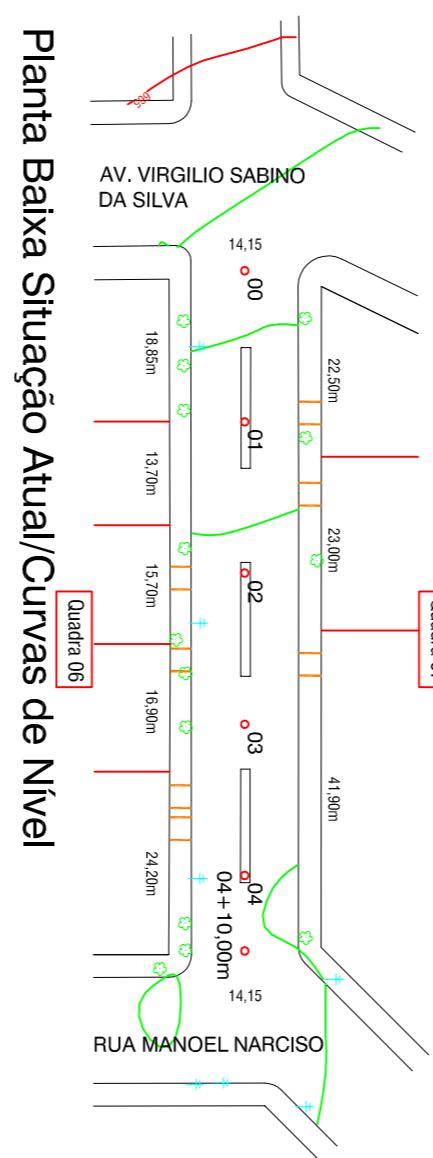 Planta Baixa Situação Atual/Curvas de Nível
AV. VIRGILIO SABINO
DA SILVA
14,15
00
01
02
03
04
04+10,00m
14,15
18,85m
13,70m
15,70m
16,90m
24,20m
22,50m
23,00m
41,90m
Quadra 06
RUA MANOEL NARCISO